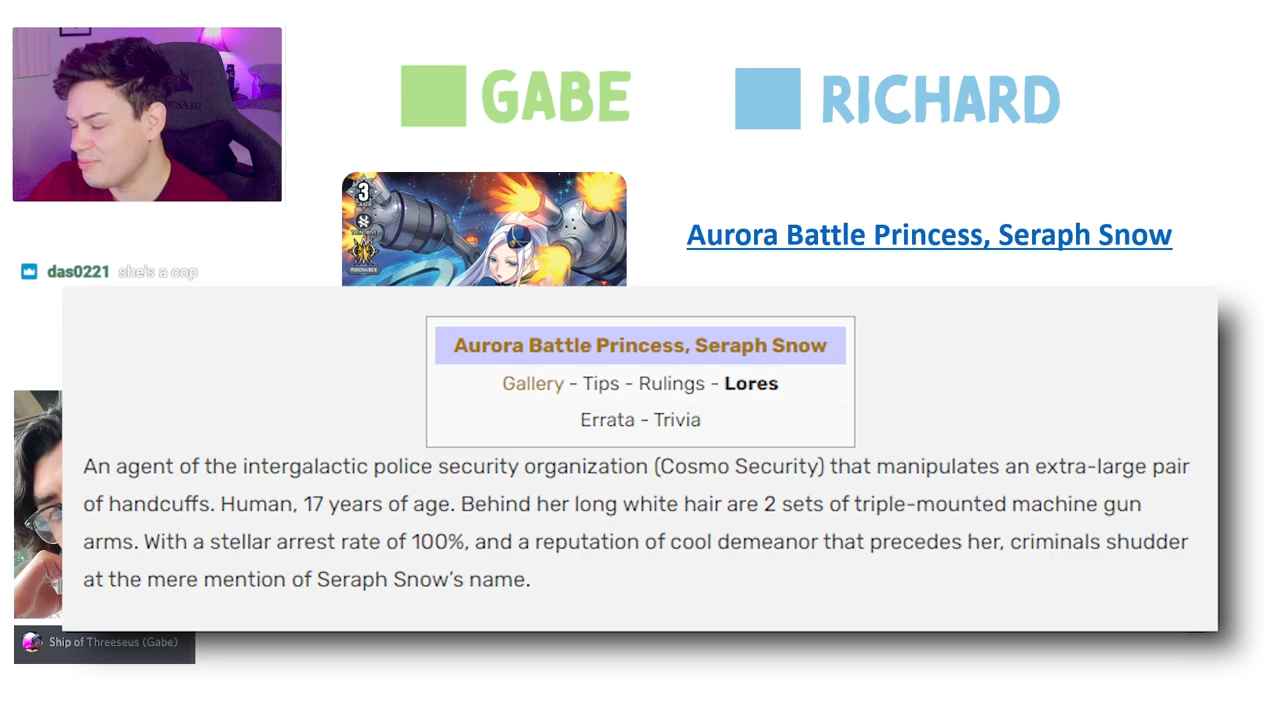 GABE
RICHARD
3
GRADE
PERSONA RIDE
Aurora Battle Princess, Seraph Snow
das0221 she's a cop
Aurora Battle Princess, Seraph Snow
Gallery - Tips - Rulings - Lores
Errata - Trivia
An agent of the intergalactic police security organization (Cosmo Security) that manipulates an extra-large pair
of handcuffs. Human, 17 years of age. Behind her long white hair are 2 sets of triple-mounted machine gun
arms. With a stellar arrest rate of 100%, and a reputation of cool demeanor that precedes her, criminals shudder
at the mere mention of Seraph Snow's name.
Ship of Threeseus (Gabe)